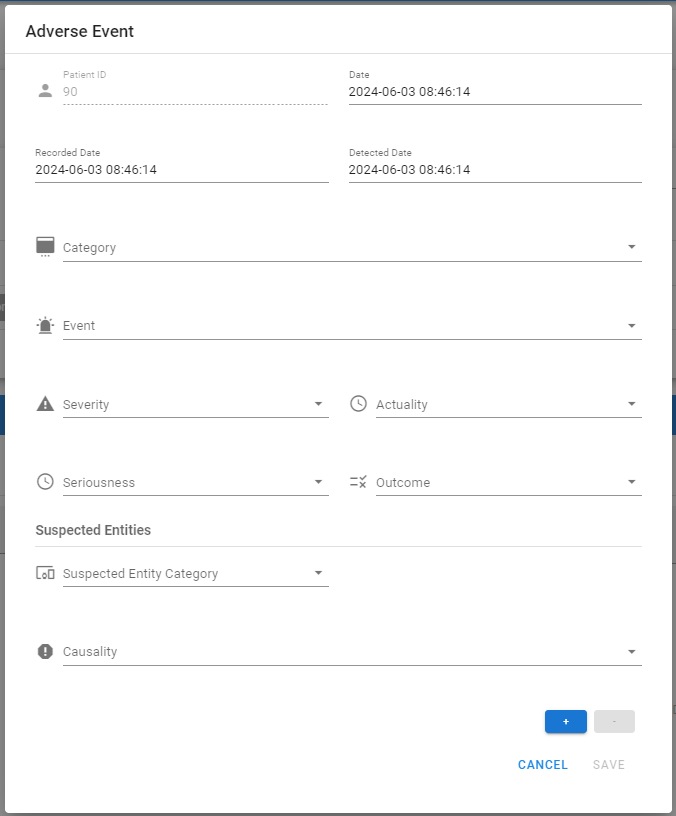 Adverse Event
Patient ID
90
Date
2024-06-03 08:46:14
Recorded Date
2024-06-03 08:46:14
Detected Date
2024-06-03 08:46:14
Category
Event
Severity
Actuality
Seriousness
Outcome
Suspected Entities
Suspected Entity Category
Causality
+
-
CANCEL
SAVE